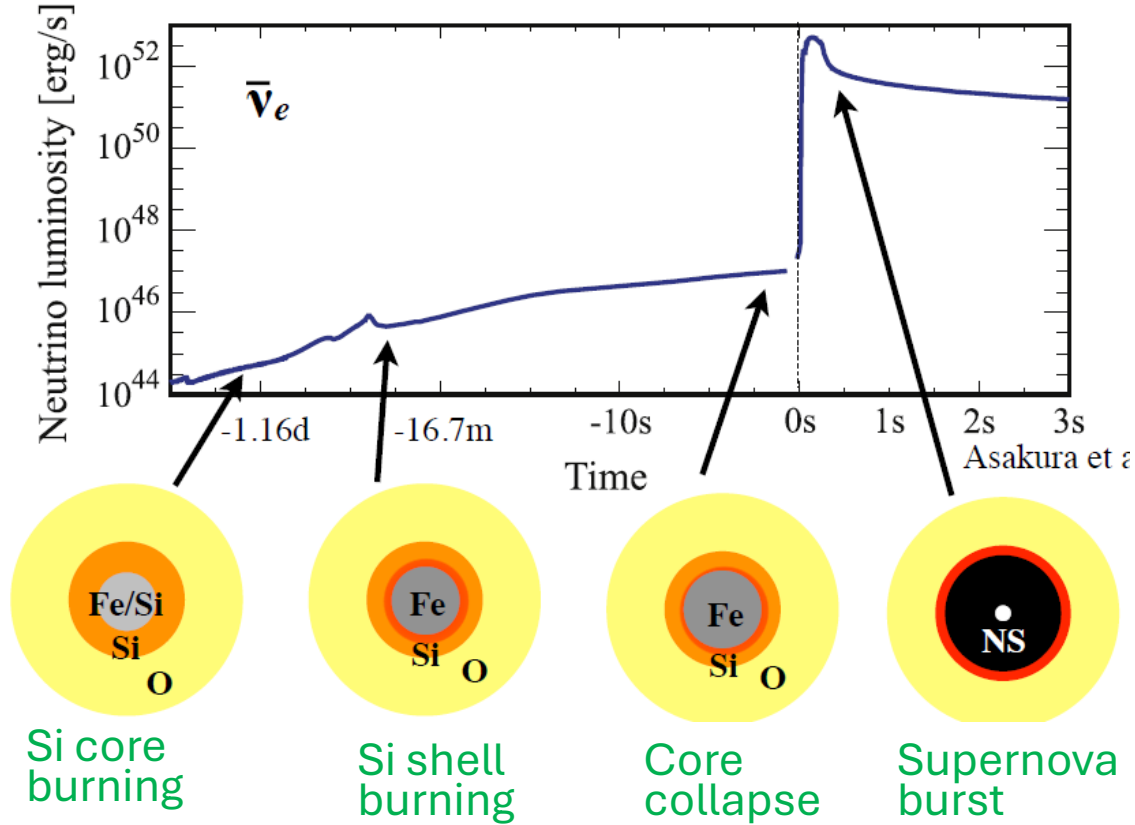 Neutrino luminosity [erg/s]
10^52
10^50
10^48
10^46
10^44
ν̄e
-1.16d
-16.7m
-10s
0s
1s
2s
3s
Time
Asakura et a
Fe/Si
Si
O
Fe
Si
O
Fe
Si
O
NS
Si core
burning
Si shell
burning
Core
collapse
Supernova
burst